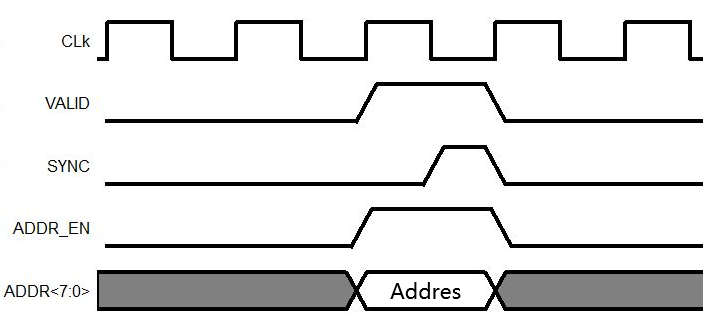 CLk
VALID
SYNC
ADDR_EN
ADDR<7:0> Addres